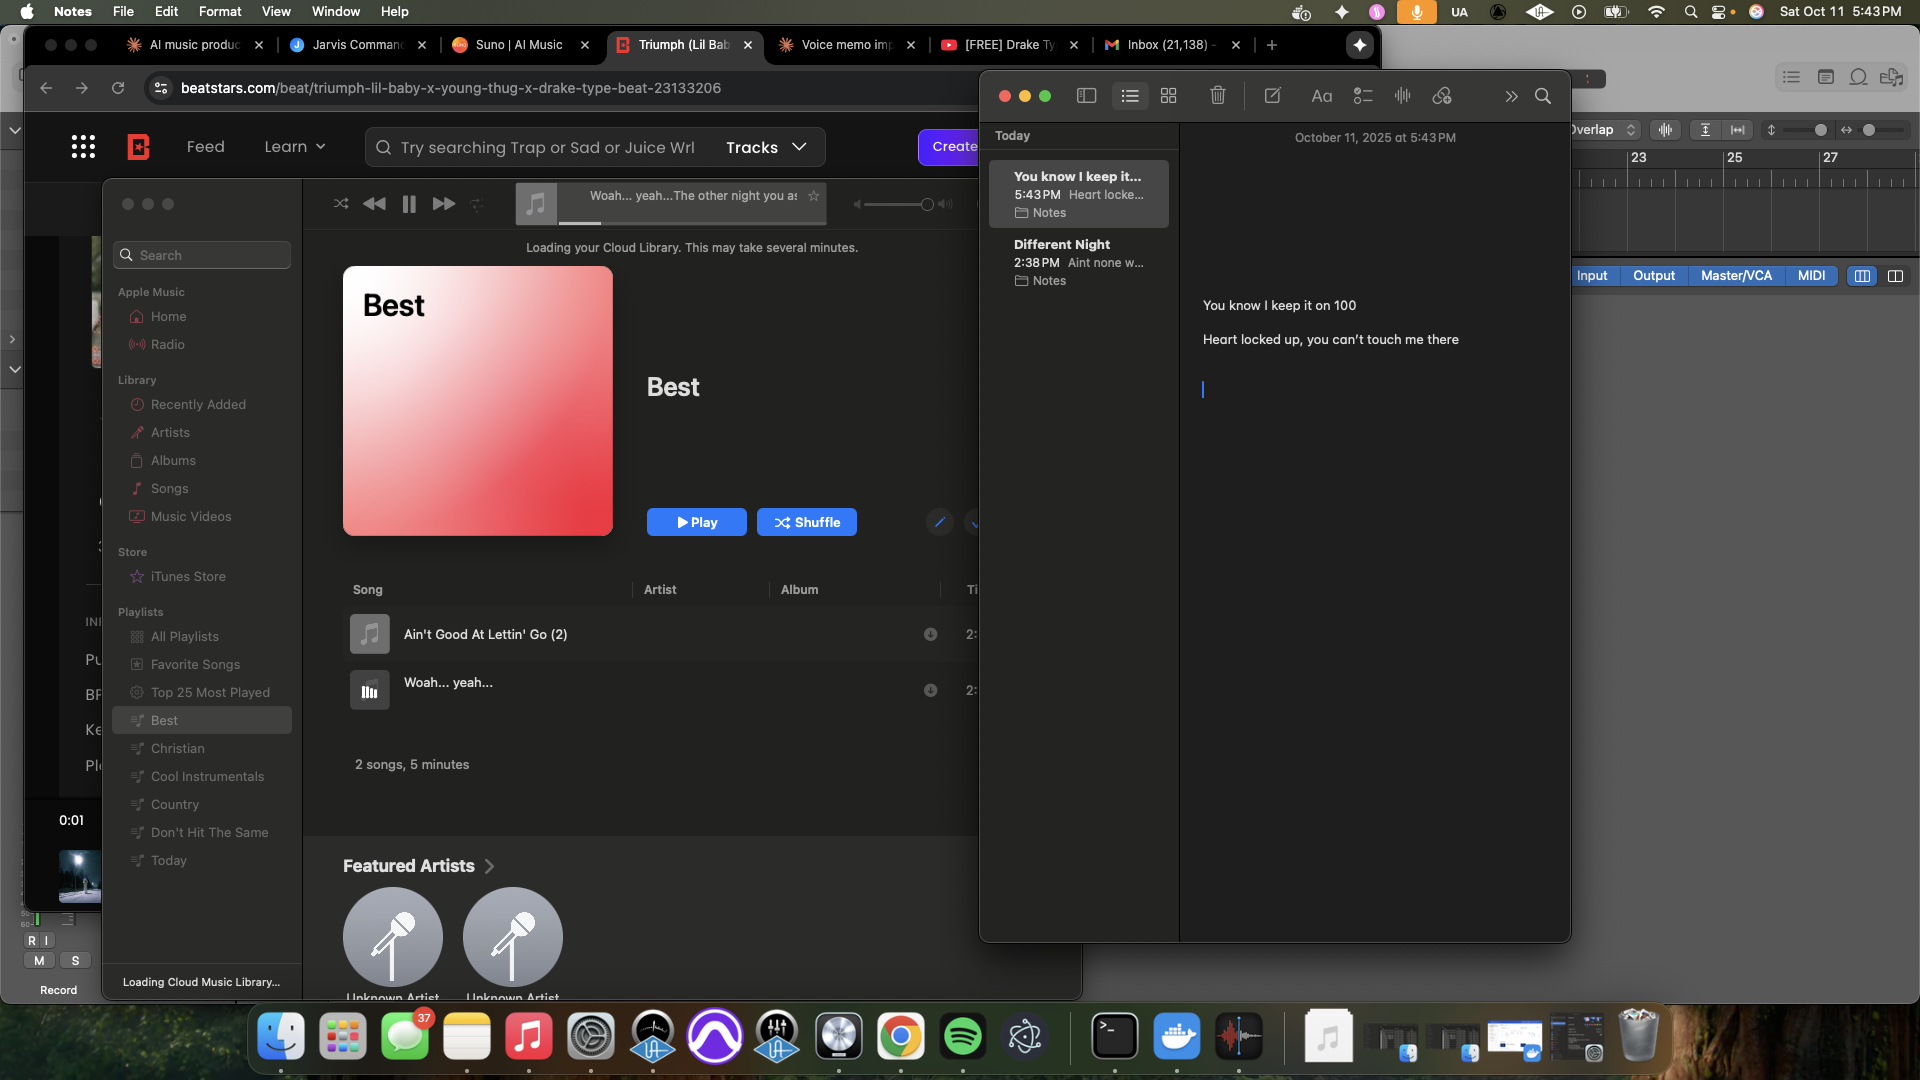 Notes File Edit Format View Window Help
UA
Sat Oct 11 5:43 PM
AI music produc
Jarvis Comman
Suno | AI Music
Triumph (Lil Bab
Voice memo imp
[FREE] Drake Ty
Inbox (21,138) -
beatstars.com/beat/triumph-lil-baby-x-young-thug-x-drake-type-beat-23133206
Feed
Learn
Try searching Trap or Sad or Juice Wrl
Tracks
Create
Woah... yeah...The other night you as
Loading your Cloud Library. This may take several minutes.
Search
Apple Music
Home
Radio
Library
Recently Added
Artists
Albums
Songs
Music Videos
Store
iTunes Store
Playlists
All Playlists
Favorite Songs
Top 25 Most Played
Best
Christian
Cool Instrumentals
Country
Don't Hit The Same
Today
Loading Cloud Music Library...
Best
Best
Play
Shuffle
Song Artist Album Ti
Ain't Good At Lettin' Go (2) 2:
Woah... yeah... 2:
2 songs, 5 minutes
Featured Artists
Unknown Artist
Unknown Artist
0:01
R I
M S
Record
Today
You know I keep it...
5:43 PM Heart locke...
Notes
Different Night
2:38 PM Aint none w...
Notes
Aa
October 11, 2025 at 5:43 PM
You know I keep it on 100
Heart locked up, you can't touch me there
Overlap
23 25 27
Input Output Master/VCA MIDI
37